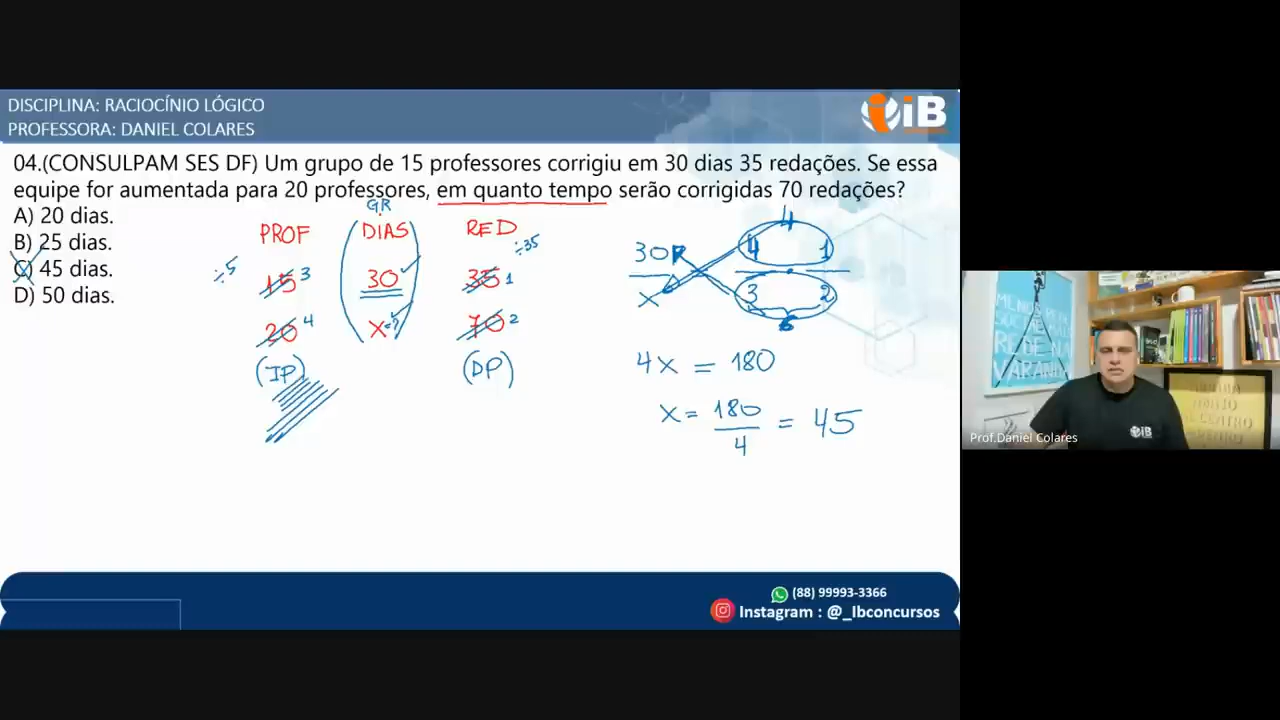 DISCIPLINA: RACIOCÍNIO LÓGICO
PROFESSORA: DANIEL COLARES
iB
04.(CONSULPAM SES DF) Um grupo de 15 professores corrigiu em 30 dias 35 redações. Se essa
equipe for aumentada para 20 professores, em quanto tempo serão corrigidas 70 redações?
A) 20 dias.
B) 25 dias.
C) 45 dias.
D) 50 dias.
GR
PROF DIAS RED
÷35
÷5 15 3 30 35 1
20 4 X=? 70 2
(IP) (DP)
4
30 4 1
X 3 2
6
4X = 180
X = 180 = 45
4
iB
Prof.Daniel Colares
(88) 99993-3366
Instagram : @_Ibconcursos